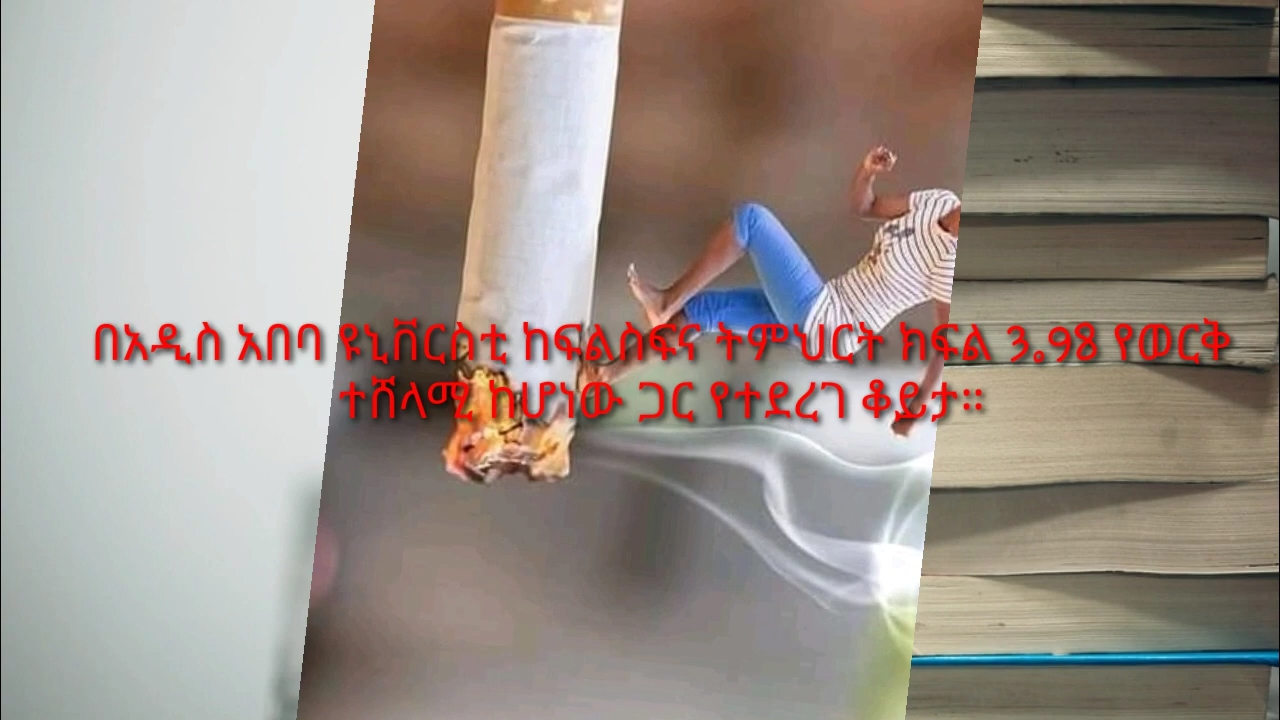 በአዲስ አበባ ዩኒቨርስቲ ከፍልስፍና ትምህርት ክፍል 3.98 የወርቅ
ተሸላሚ ከሆነው ጋር የተደረገ ቆይታ።